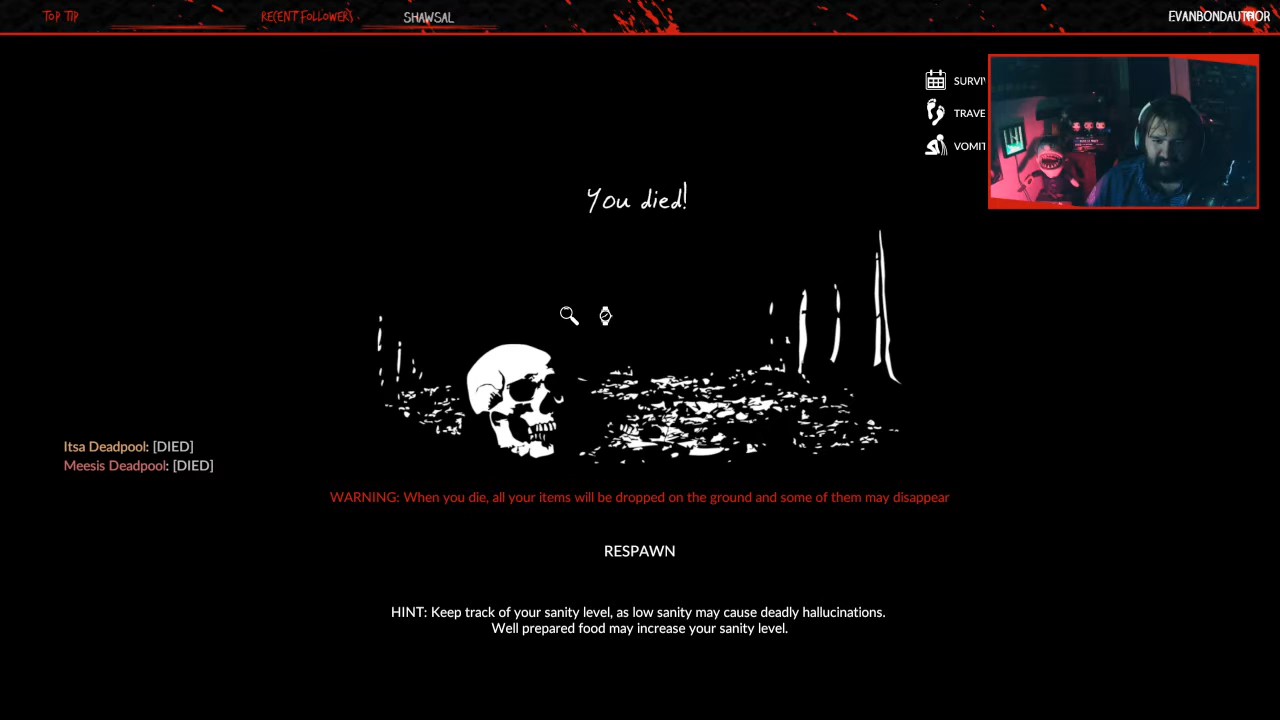 TOP TIP
RECENT FOLLOWERS
SHAWSAL
SURVI
TRAVE
VOMIT
You died!
Itsa Deadpool: [DIED]
Meesis Deadpool: [DIED]
WARNING: When you die, all your items will be dropped on the ground and some of them may disappear
RESPAWN
HINT: Keep track of your sanity level, as low sanity may cause deadly hallucinations.
Well prepared food may increase your sanity level.